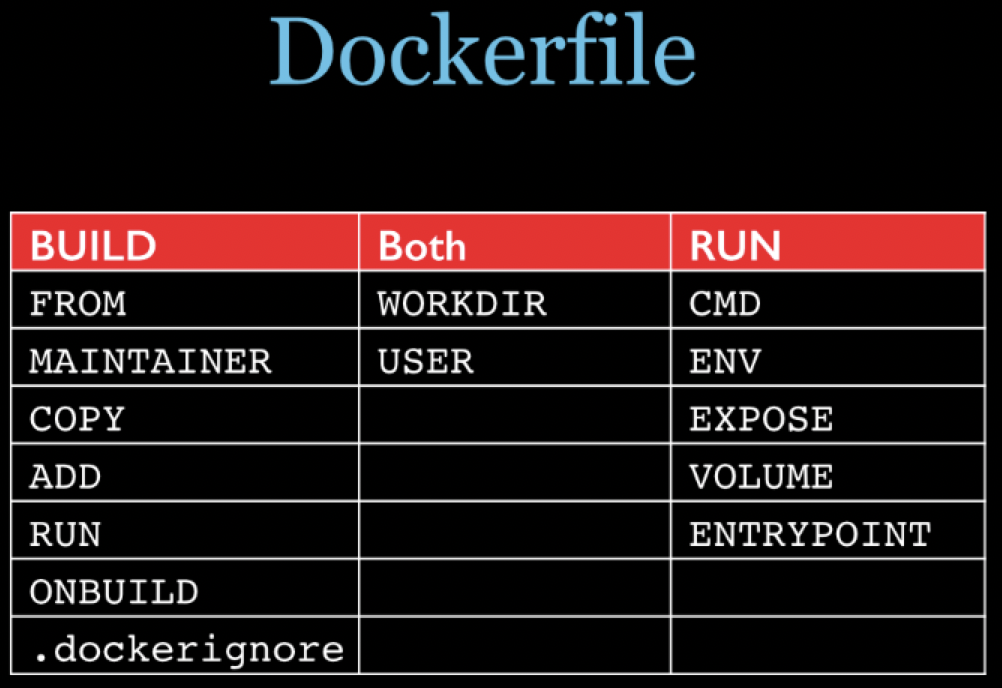 Dockerfile
BUILD Both RUN
FROM WORKDIR CMD
MAINTAINER USER ENV
COPY EXPOSE
ADD VOLUME
RUN ENTRYPOINT
ONBUILD
.dockerignore